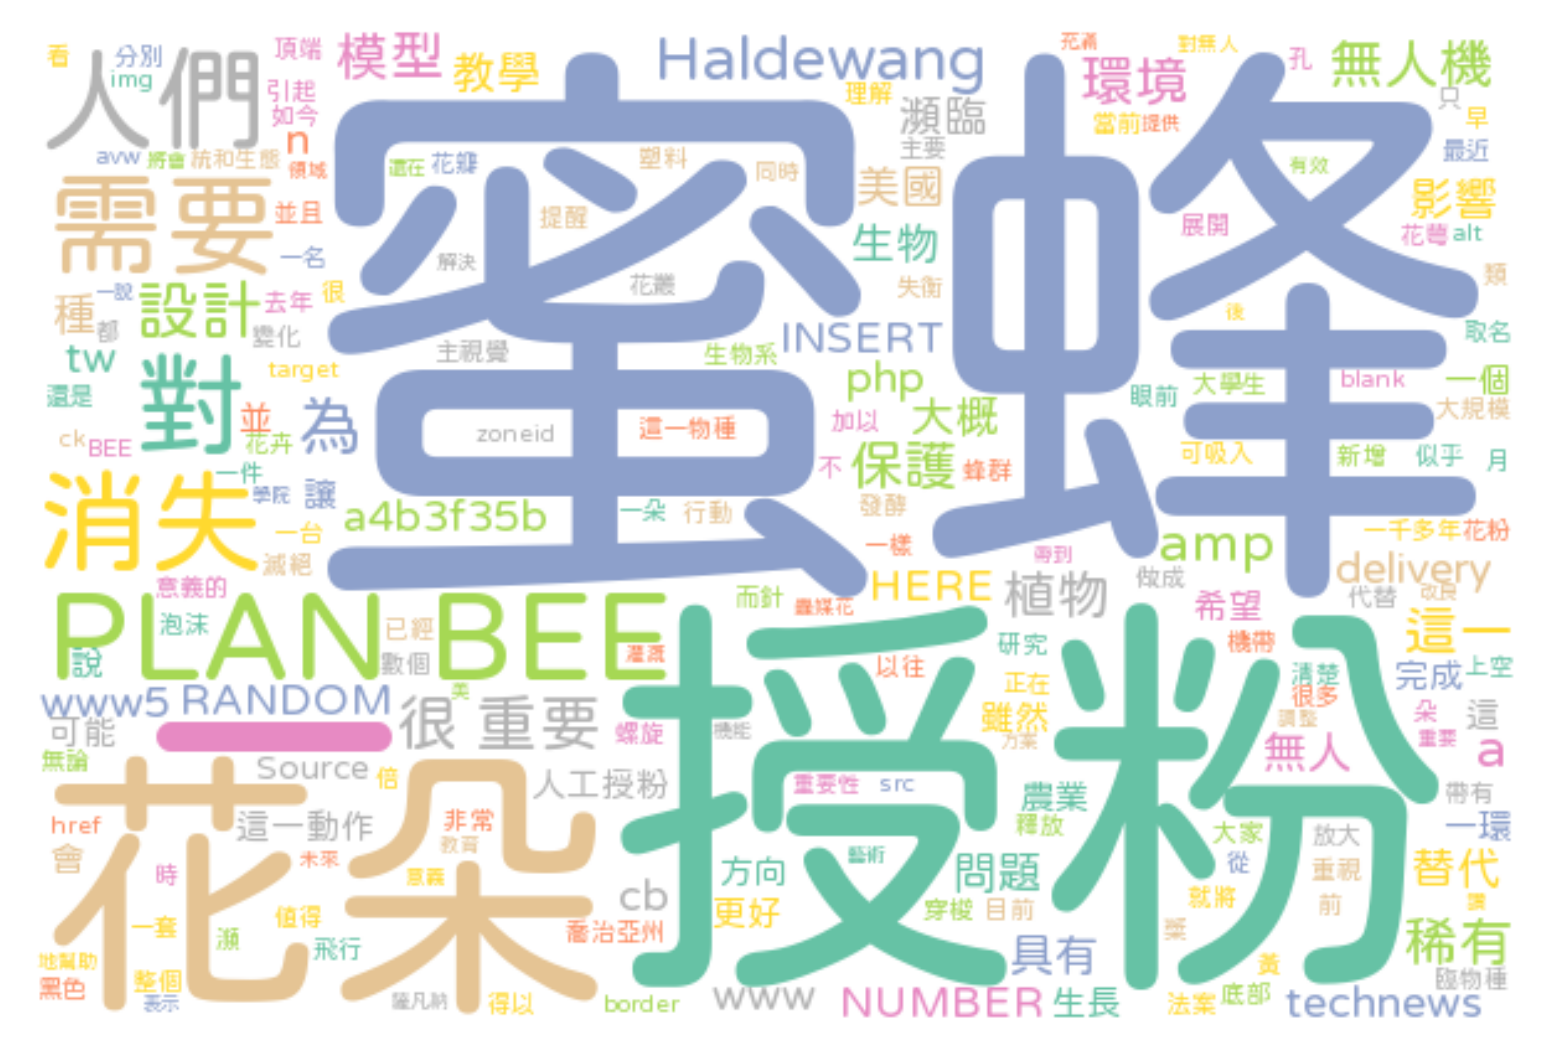 看 分別 頂端 模型 教學 Haldewang 充滿 對無人 孔 無人機
人們 img 引起 如今 理解 瀕臨 環境 只 早
n 當前 提供 主要 最近
avw 將會 統和生態 領域 還在 花瓣 塑料 同時 美國 有效 影響
需要 並且 提醒 生物 展開 花萼 alt
蜜蜂
一名 解決 花叢 失衡 類
種 一說 設計 去年 很 都 變化 INSERT 後 取名
tw 主視覺 生物系 target php 大學生 blank 一個
還是 對 並 為 大概 眼前 大規模
ck BEE 花卉 zoneid 這一物種 加以 保護 可吸入 新增 似乎 月
一件 不 蜂群
消失 學院 讓 a4b3f35b 一朵 行動 發酵 一千多年 花粉
一台 一樣 帶到 amp
滅絕 意義的 HERE 植物 做成 delivery 代替 改良
PLAN BEE 而針 蟲媒花 希望 這一
泡沫 已經 研究 機帶
說 數個 灌溉 以往 清楚 完成 上空
www5 RANDOM 美 正在 很多
可能 一 很 重要 螺旋 機能 雖然 方案 調整 朵 這 重要
授粉
無論 Source 倍 人工授粉 無人 a
花朵
重要性 src 農業 帶有
href 這一動作 非常 釋放 大家 放大 一環
會 教育 未來 藝術 從
時 意義 方向 問題 重視 替代
cb 就將
一套 值得 更好 穿梭 目前 前
瀕 喬治亞州 稀有
地幫助 飛行 具有 黃
黑色 整個 臨物種
表示 薩凡納 得以 border www NUMBER 生長 法案 底部 technews